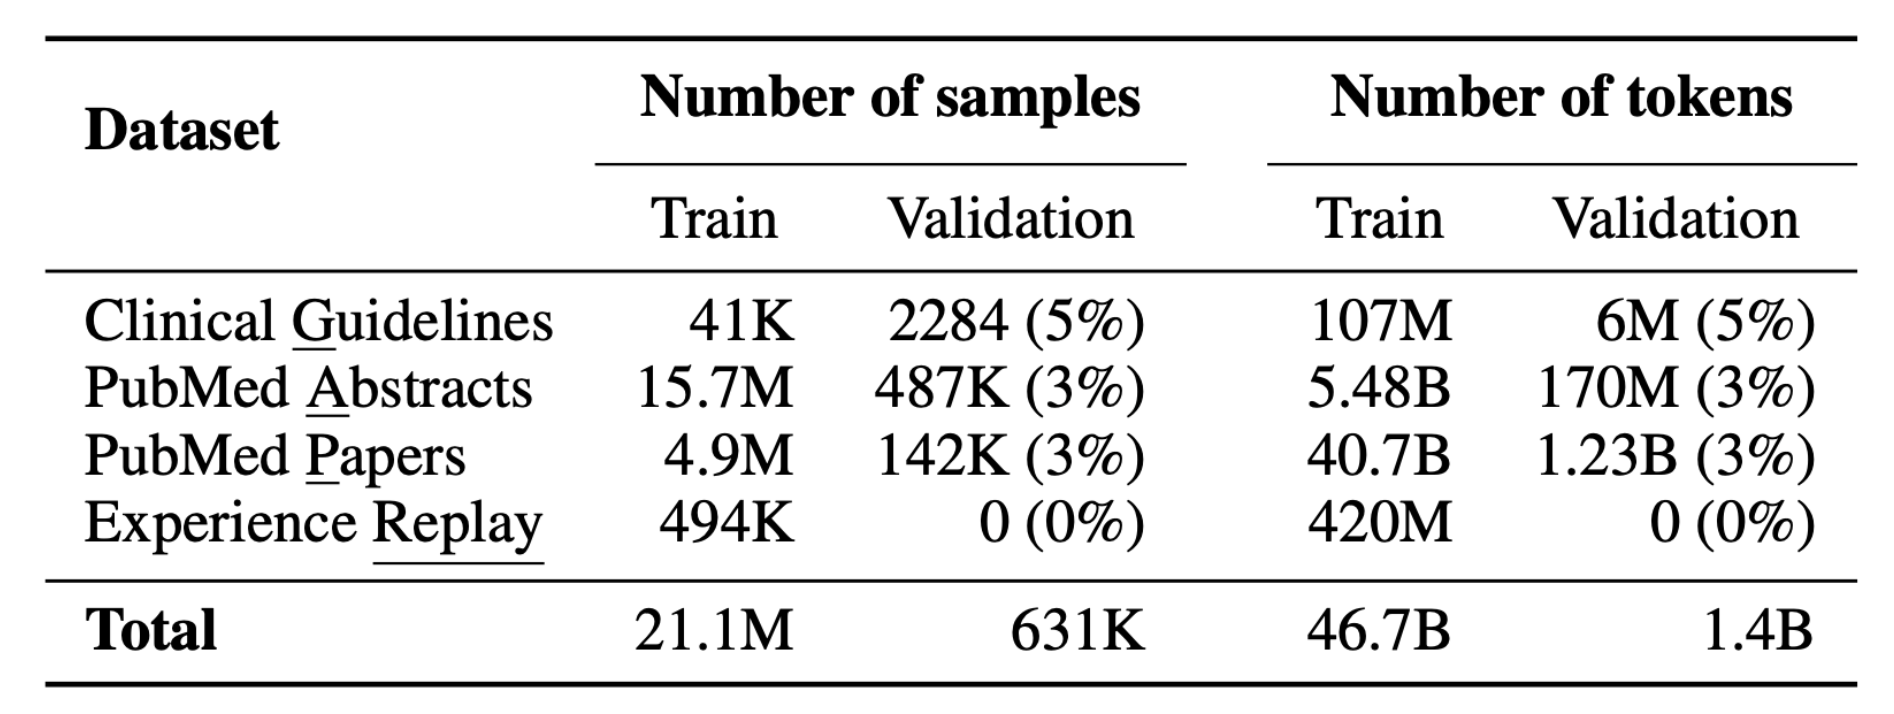 Dataset Number of samples Number of tokens
Train Validation Train Validation
Clinical Guidelines 41K 2284 (5%) 107M 6M (5%)
PubMed Abstracts 15.7M 487K (3%) 5.48B 170M (3%)
PubMed Papers 4.9M 142K (3%) 40.7B 1.23B (3%)
Experience Replay 494K 0 (0%) 420M 0 (0%)
Total 21.1M 631K 46.7B 1.4B